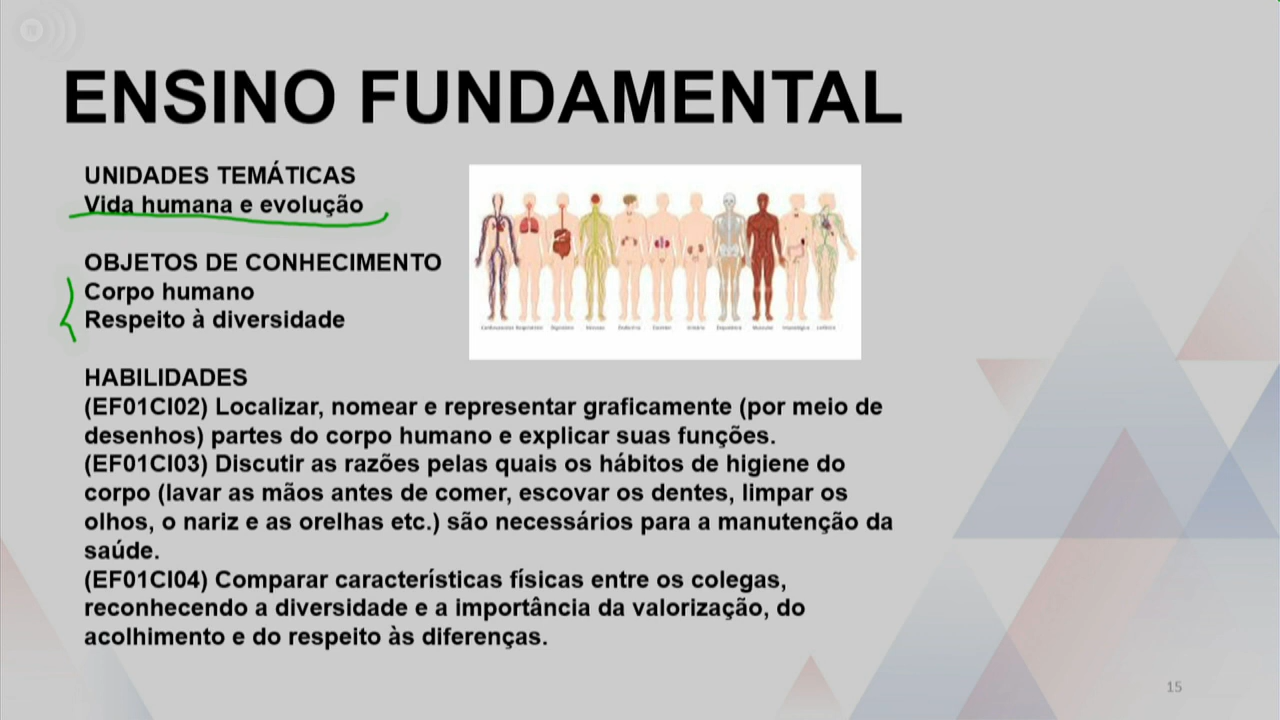 ENSINO FUNDAMENTAL
UNIDADES TEMÁTICAS
Vida humana e evolução
OBJETOS DE CONHECIMENTO
Corpo humano
Respeito à diversidade
HABILIDADES
(EF01CI02) Localizar, nomear e representar graficamente (por meio de
desenhos) partes do corpo humano e explicar suas funções.
(EF01CI03) Discutir as razões pelas quais os hábitos de higiene do
corpo (lavar as mãos antes de comer, escovar os dentes, limpar os
olhos, o nariz e as orelhas etc.) são necessários para a manutenção da
saúde.
(EF01CI04) Comparar características físicas entre os colegas,
reconhecendo a diversidade e a importância da valorização, do
acolhimento e do respeito às diferenças.
15